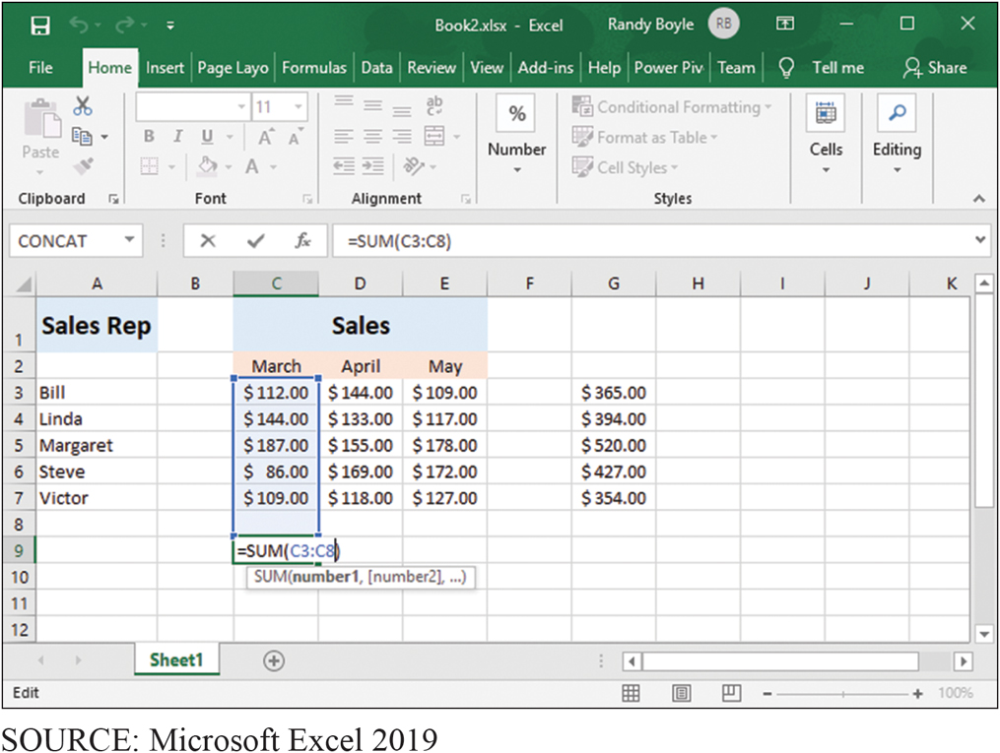 Book2.xlsx - Excel Randy Boyle RB
File Home Insert Page Layo Formulas Data Review View Add-ins Help Power Piv Team Tell me Share
Paste
11
B I U A A
A
ab
c
%
Number
Conditional Formatting
Format as Table
Cell Styles
Cells
Editing
Clipboard Font Alignment Styles
CONCAT fx =SUM(C3:C8)
A B C D E F G H I J K
1 Sales Rep Sales
2 March April May
3 Bill $ 112.00 $ 144.00 $ 109.00 $ 365.00
4 Linda $ 144.00 $ 133.00 $ 117.00 $ 394.00
5 Margaret $ 187.00 $ 155.00 $ 178.00 $ 520.00
6 Steve $ 86.00 $ 169.00 $ 172.00 $ 427.00
7 Victor $ 109.00 $ 118.00 $ 127.00 $ 354.00
8
9 =SUM(C3:C8)
10 SUM(number1, [number2], ...)
11
12
Sheet1
Edit 100%
SOURCE: Microsoft Excel 2019